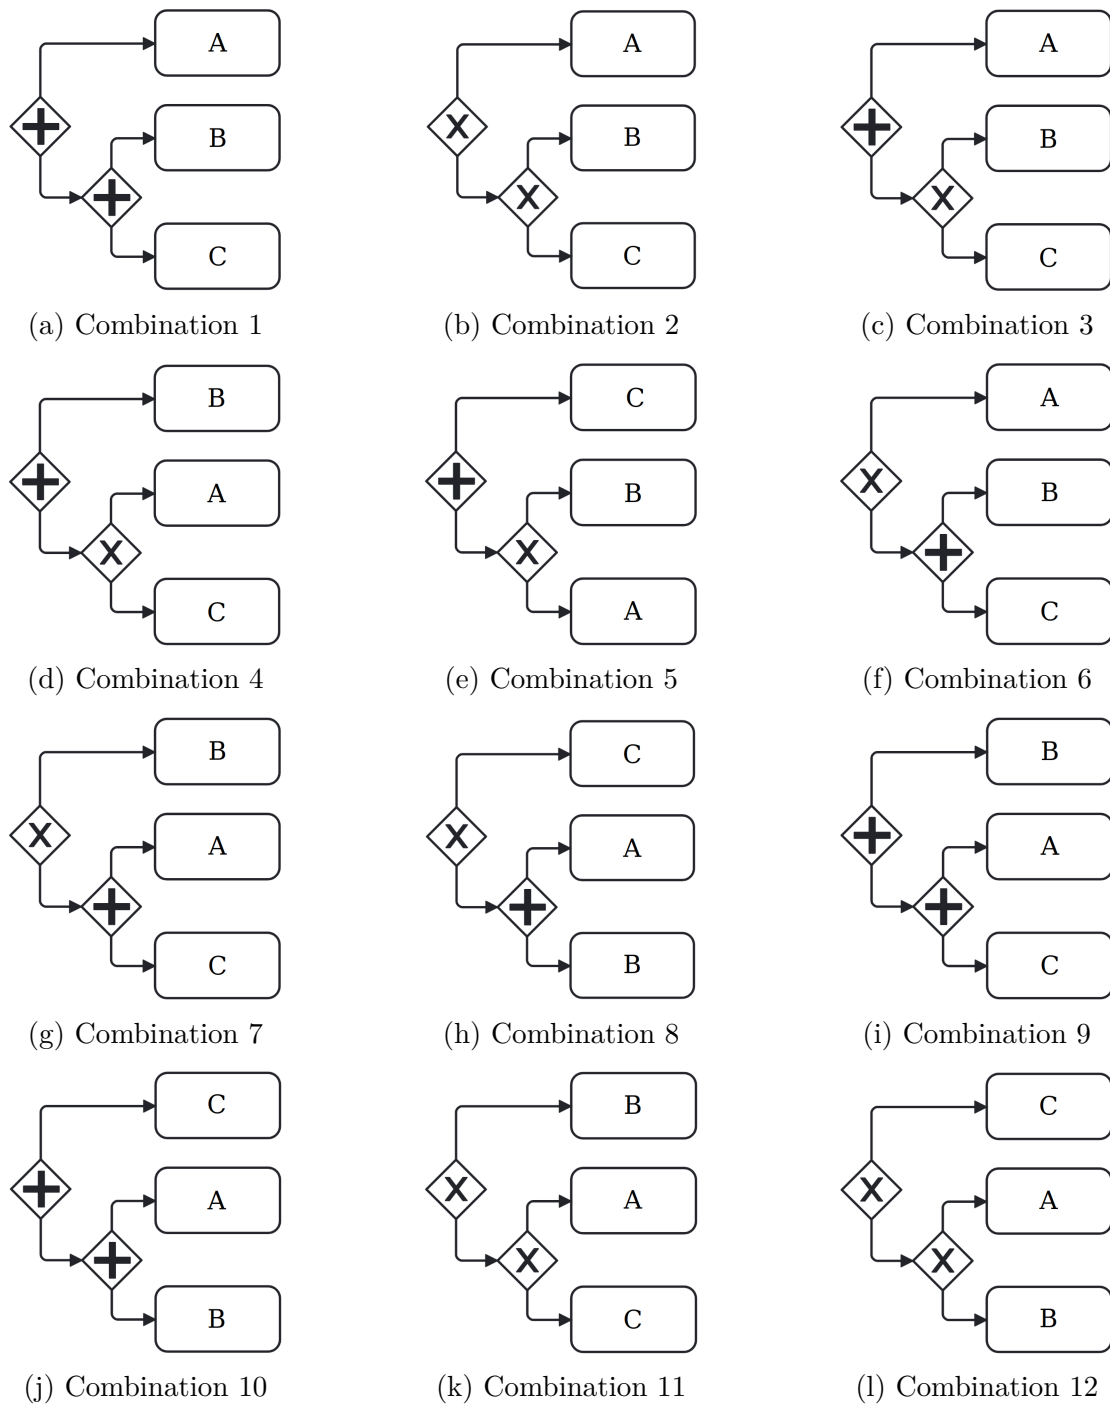 A
B
C
(a) Combination 1
A
B
C
(b) Combination 2
A
B
C
(c) Combination 3
B
A
C
(d) Combination 4
C
B
A
(e) Combination 5
A
B
C
(f) Combination 6
B
A
C
(g) Combination 7
C
A
B
(h) Combination 8
B
A
C
(i) Combination 9
C
A
B
(j) Combination 10
B
A
C
(k) Combination 11
C
A
B
(l) Combination 12